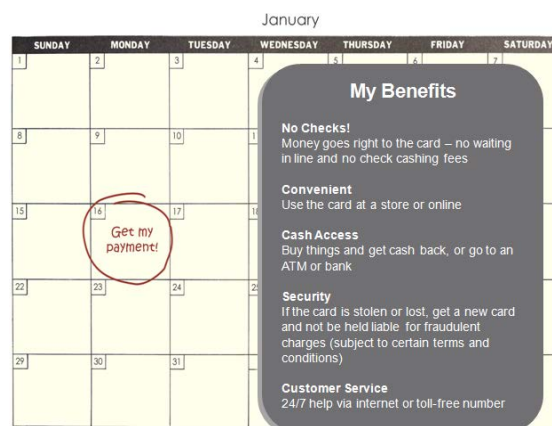 January
SUNDAY MONDAY TUESDAY WEDNESDAY THURSDAY FRIDAY SATURDAY
1 2 3 4 5 6 7
My Benefits
No Checks!
Money goes right to the card – no waiting
in line and no check cashing fees
8 9 10
Convenient
Use the card at a store or online
15 16 17
Get my
payment!
Cash Access
Buy things and get cash back, or go to an
ATM or bank
22 23 24
Security
If the card is stolen or lost, get a new card
and not be held liable for fraudulent
charges (subject to certain terms and
conditions)
29 30 31
Customer Service
24/7 help via internet or toll-free number